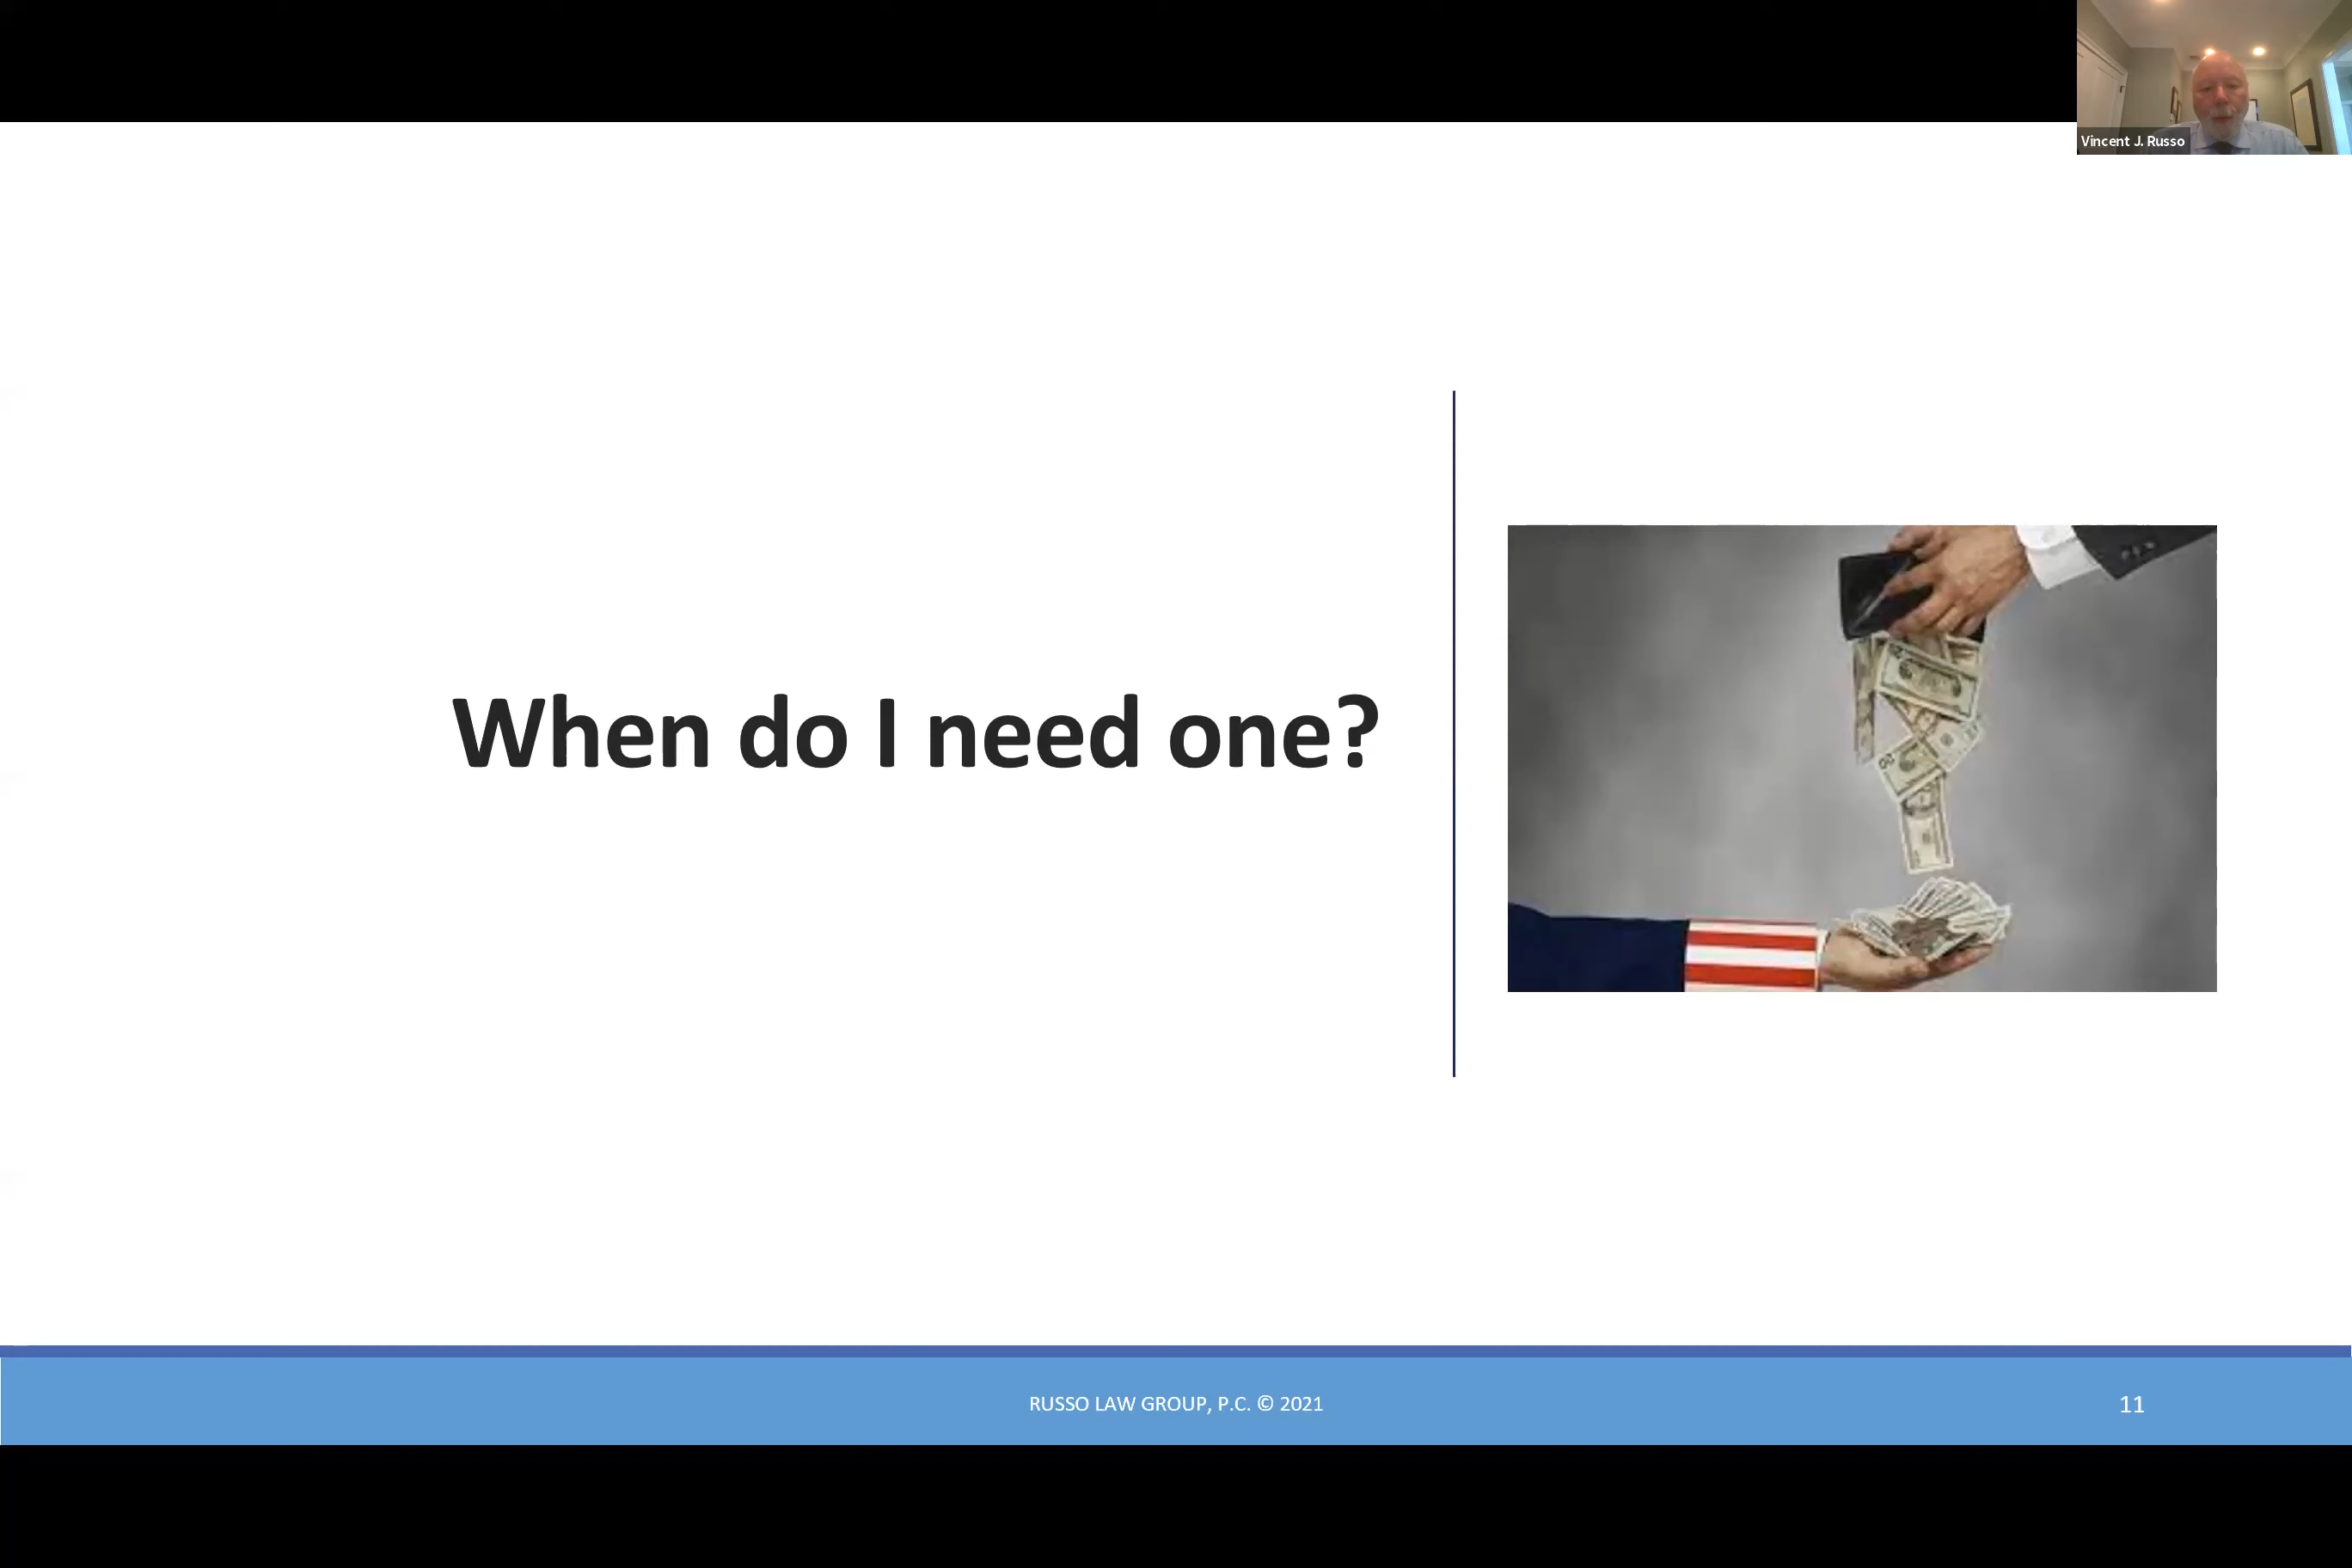 Vincent J. Russo
When do I need one?
RUSSO LAW GROUP, P.C. © 2021
11